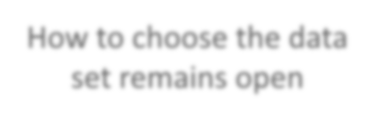 How to choose the data
set remains open